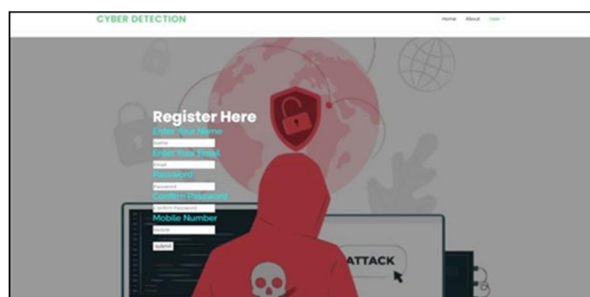 CYBER DETECTION
Home About User
Register Here
Enter Your Name
Name
Enter Your Email
Email
Password
Password
Confirm Password
Confirm Password
Mobile Number
Mobile
submit
ATTACK